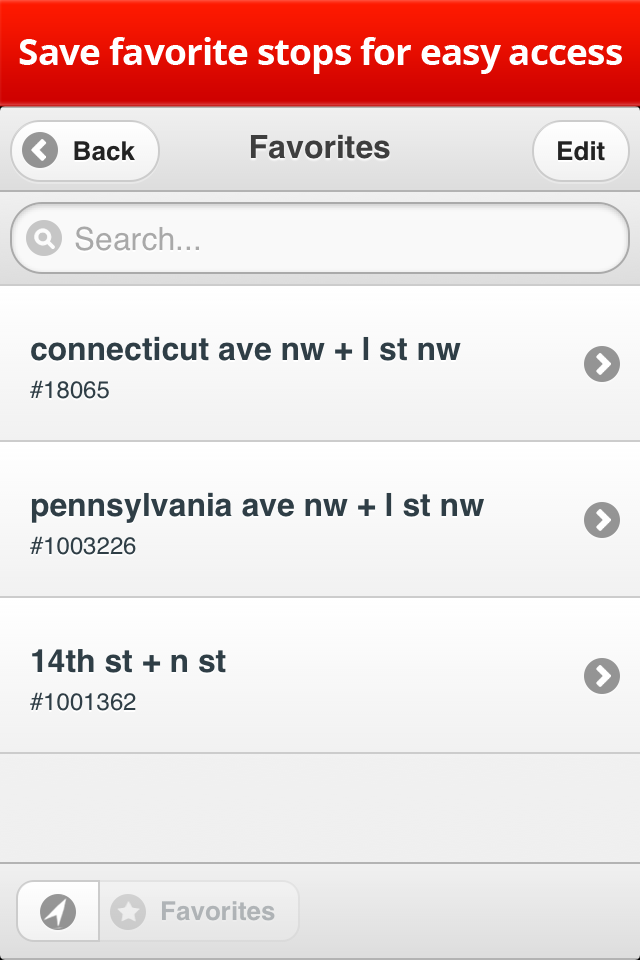 Save favorite stops for easy access
Back
Favorites
Edit
Search...
connecticut ave nw + l st nw
#18065
pennsylvania ave nw + l st nw
#1003226
14th st + n st
#1001362
Favorites